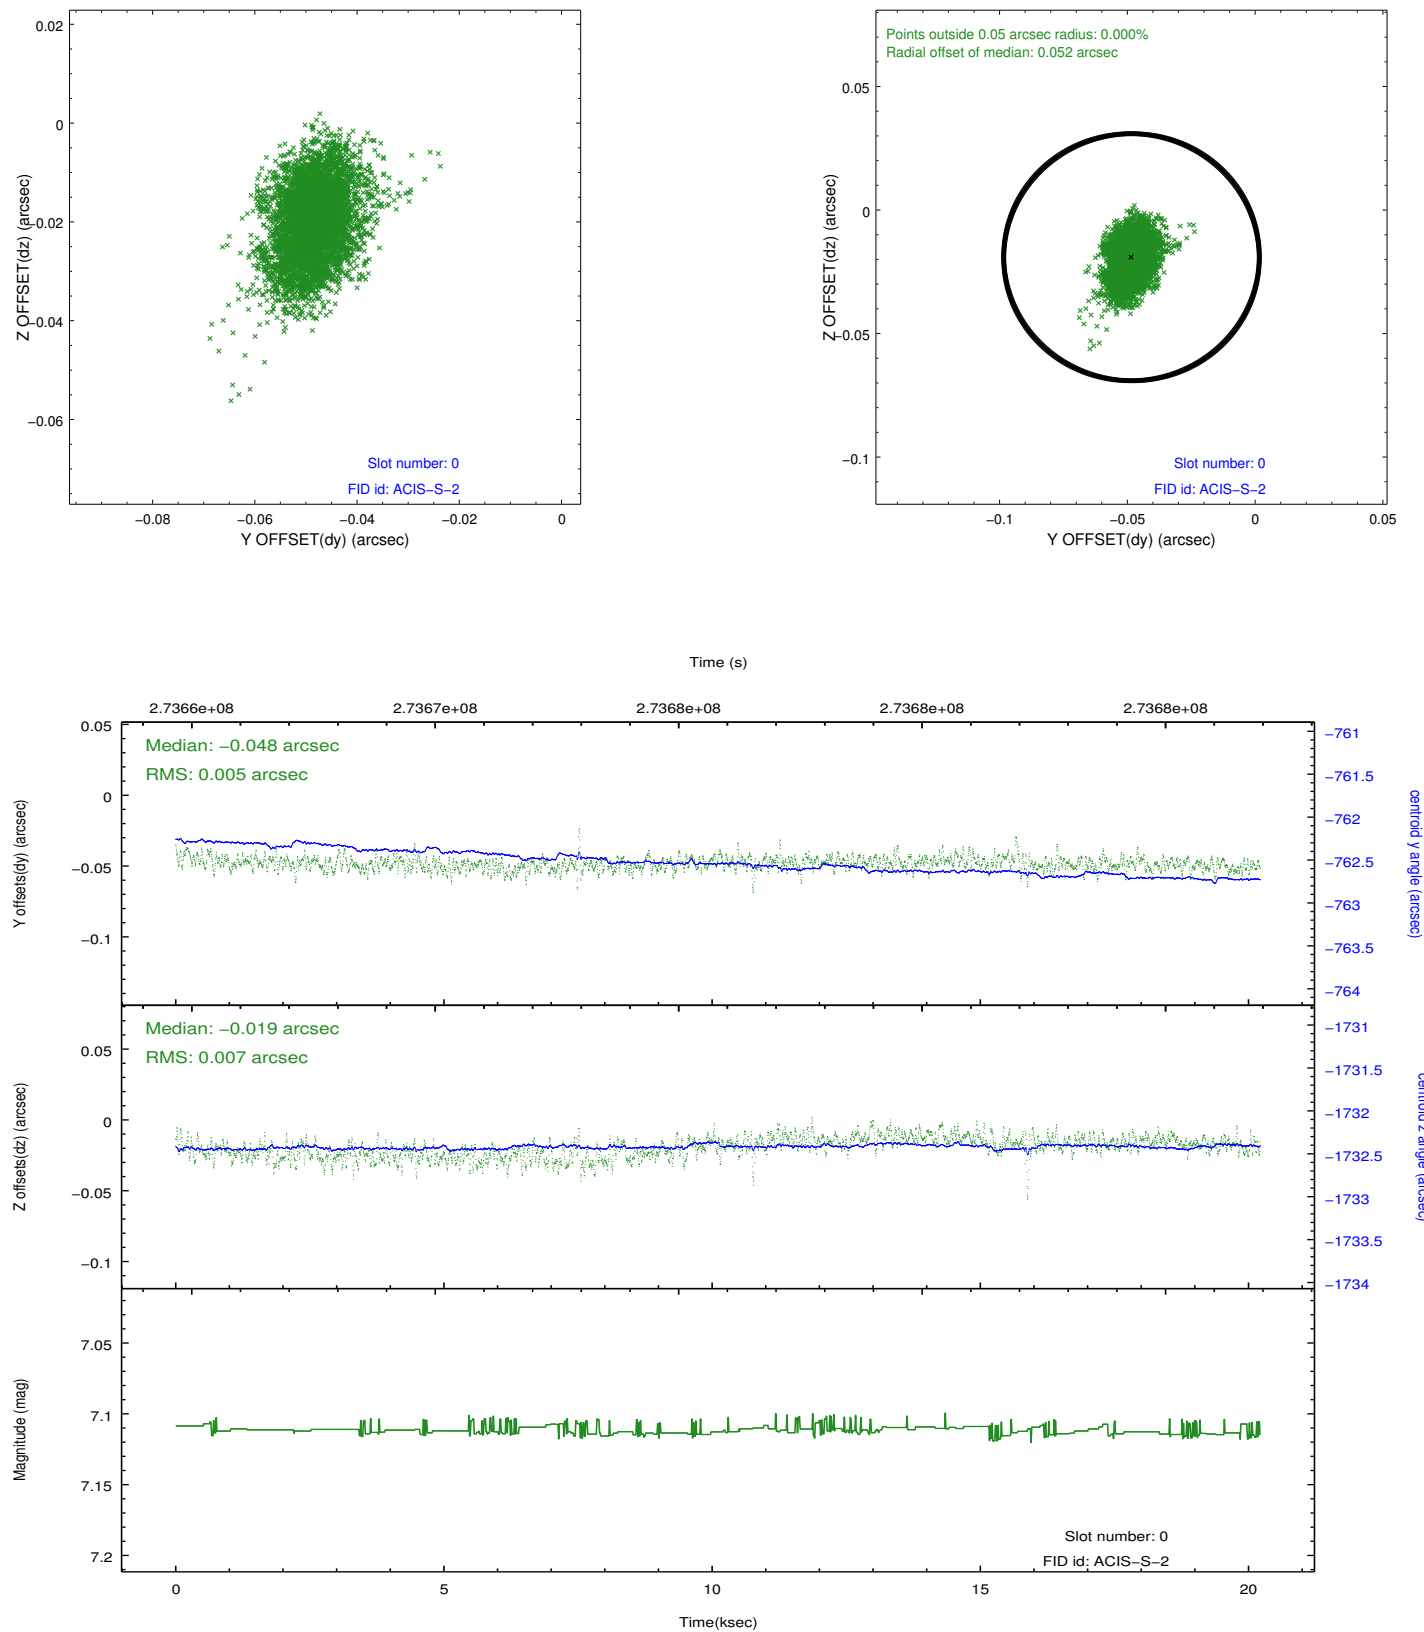 0.02
0
−0.02
−0.04
−0.06
Z OFFSET(dz) (arcsec)
−0.08
−0.06
−0.04
−0.02
0
Y OFFSET(dy) (arcsec)
Slot number: 0
FID id: ACIS−S−2
Points outside 0.05 arcsec radius: 0.000%
Radial offset of median: 0.052 arcsec
0.05
0
−0.05
−0.1
Z OFFSET(dz) (arcsec)
Slot number: 0
FID id: ACIS−S−2
−0.1
−0.05
0
0.05
Y OFFSET(dy) (arcsec)
Time (s)
2.7366e+08
2.7367e+08
2.7368e+08
2.7368e+08
2.7368e+08
Median: −0.048 arcsec
RMS: 0.005 arcsec
0.05
0
−0.05
−0.1
Y offsets(dy) (arcsec)
−761
−761.5
−762
−762.5
−763
−763.5
−764
centroid y angle (arcsec)
Median: −0.019 arcsec
RMS: 0.007 arcsec
0.05
0
−0.05
−0.1
Z offsets(dz) (arcsec)
−1731
−1731.5
−1732
−1732.5
−1733
−1733.5
−1734
centroid z angle (arcsec)
7.05
7.1
7.15
7.2
Magnitude (mag)
Slot number: 0
FID id: ACIS−S−2
0
5
10
15
20
Time(ksec)